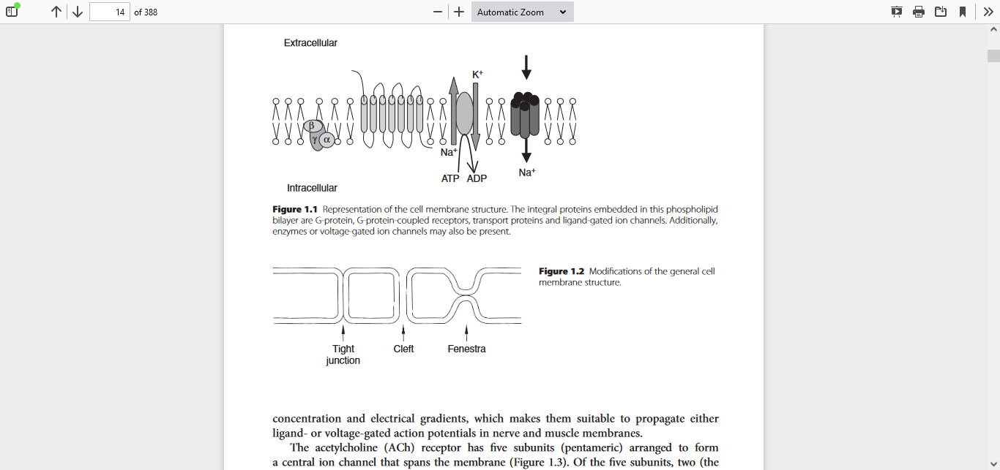 14 of 388
Automatic Zoom
Extracellular
K+
β
γ α
Na+
ATP ADP
Na+
Intracellular
Figure 1.1 Representation of the cell membrane structure. The integral proteins embedded in this phospholipid
bilayer are G-protein, G-protein-coupled receptors, transport proteins and ligand-gated ion channels. Additionally,
enzymes or voltage-gated ion channels may also be present.
Figure 1.2 Modifications of the general cell
membrane structure.
Tight
junction
Cleft
Fenestra
concentration and electrical gradients, which makes them suitable to propagate either
ligand- or voltage-gated action potentials in nerve and muscle membranes.
The acetylcholine (ACh) receptor has five subunits (pentameric) arranged to form
a central ion channel that spans the membrane (Figure 1.3). Of the five subunits, two (the